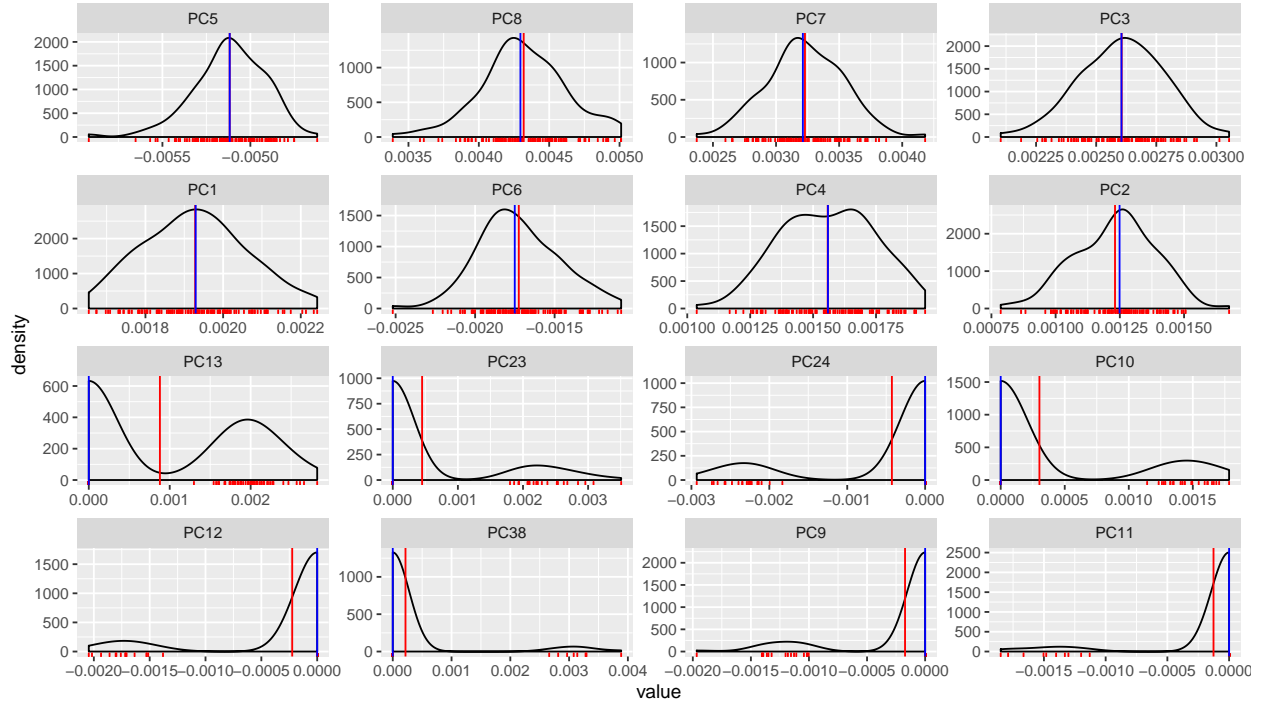 PC5 PC8 PC7 PC3
2000 1500 1000 500 0
1000 500 0
1000 500 0
2000 1500 1000 500 0
−0.0055 −0.0050
0.0035 0.0040 0.0045 0.0050
0.0025 0.0030 0.0035 0.0040
0.00225 0.00250 0.00275 0.00300
PC1 PC6 PC4 PC2
2000 1000 0
1500 1000 500 0
1500 1000 500 0
2000 1000 0
0.0018 0.0020 0.0022
−0.0025 −0.0020 −0.0015
0.00100 0.00125 0.00150 0.00175
0.00075 0.00100 0.00125 0.00150
density
PC13 PC23 PC24 PC10
600 400 200 0
1000 750 500 250 0
1000 750 500 250 0
1500 1000 500 0
0.000 0.001 0.002
0.000 0.001 0.002 0.003
−0.003 −0.002 −0.001 0.000
0.0000 0.0005 0.0010 0.0015
PC12 PC38 PC9 PC11
1500 1000 500 0
1000 500 0
2000 1500 1000 500 0
2500 2000 1500 1000 500 0
−0.0020 −0.0015 −0.0010 −0.0005 0.0000
0.000 0.001 0.002 0.003 0.004
−0.0020 −0.0015 −0.0010 −0.0005 0.0000
−0.0015 −0.0010 −0.0005 0.0000
value